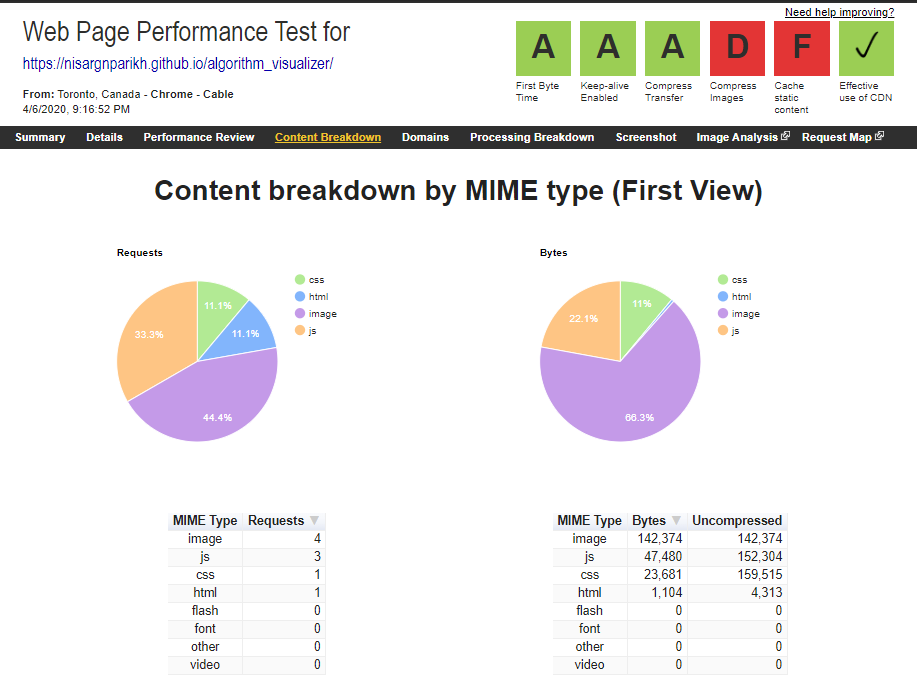 Need help improving?
Web Page Performance Test for
https://nisargnparikh.github.io/algorithm_visualizer/
From: Toronto, Canada - Chrome - Cable
4/6/2020, 9:16:52 PM
A A A D F ✓
First Byte Time
Keep-alive Enabled
Compress Transfer
Compress Images
Cache static content
Effective use of CDN
Summary Details Performance Review Content Breakdown Domains Processing Breakdown Screenshot Image Analysis Request Map
Content breakdown by MIME type (First View)
Requests
11.1%
11.1%
33.3%
44.4%
css
html
image
js
Bytes
11%
22.1%
66.3%
css
html
image
js
MIME Type Requests
image 4
js 3
css 1
html 1
flash 0
font 0
other 0
video 0
MIME Type Bytes Uncompressed
image 142,374 142,374
js 47,480 152,304
css 23,681 159,515
html 1,104 4,313
flash 0 0
font 0 0
other 0 0
video 0 0